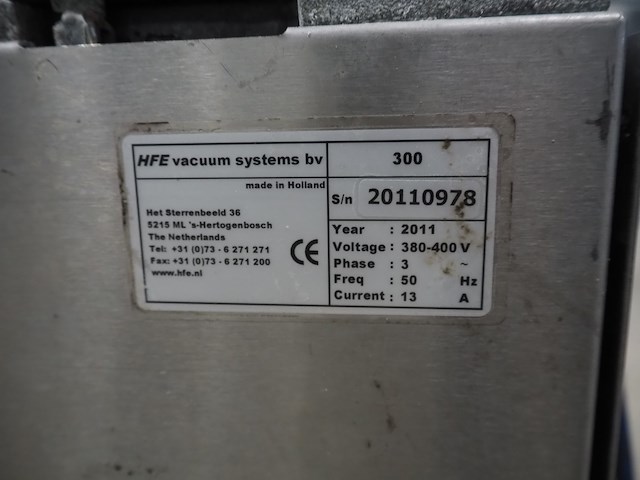 HFE vacuum systems bv
made in Holland
Het Sterrenbeeld 36
5215 ML 's-Hertogenbosch
The Netherlands
Tel: +31 (0)73 - 6 271 271
Fax: +31 (0)73 - 6 271 200
www.hfe.nl
CE
300
S/n 20110978
Year : 2011
Voltage : 380-400 V
Phase : 3 ~
Freq : 50 Hz
Current : 13 A